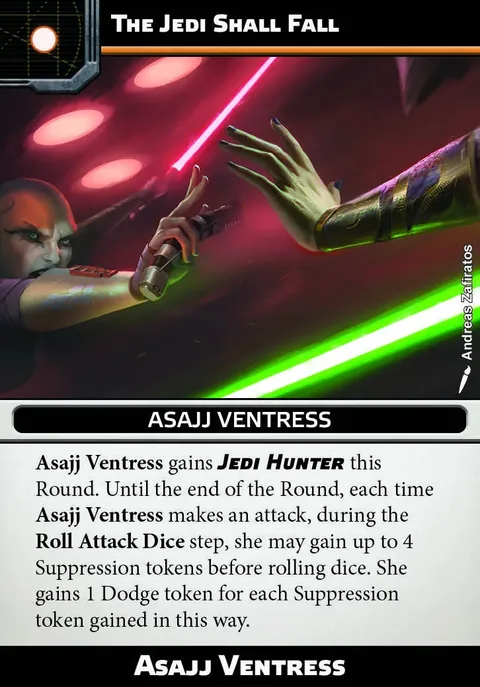 The Jedi Shall Fall
Andreas Zafiratos
ASAJJ VENTRESS
Asajj Ventress gains Jedi Hunter this
Round. Until the end of the Round, each time
Asajj Ventress makes an attack, during the
Roll Attack Dice step, she may gain up to 4
Suppression tokens before rolling dice. She
gains 1 Dodge token for each Suppression
token gained in this way.
Asajj Ventress